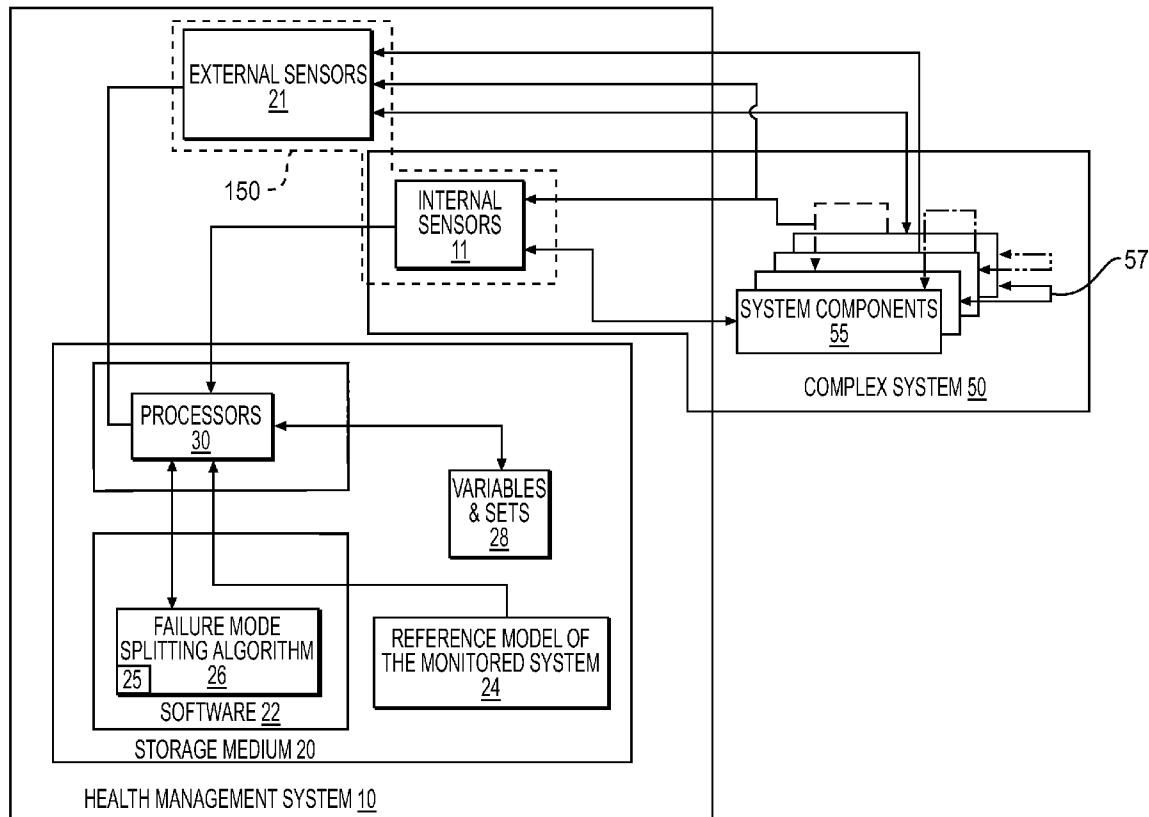 EXTERNAL SENSORS
21
150
INTERNAL
SENSORS
11
57
SYSTEM COMPONENTS
55
COMPLEX SYSTEM 50
PROCESSORS
30
VARIABLES
& SETS
28
FAILURE MODE
SPLITTING ALGORITHM
25
26
REFERENCE MODEL OF
THE MONITORED SYSTEM
24
SOFTWARE 22
STORAGE MEDIUM 20
HEALTH MANAGEMENT SYSTEM 10